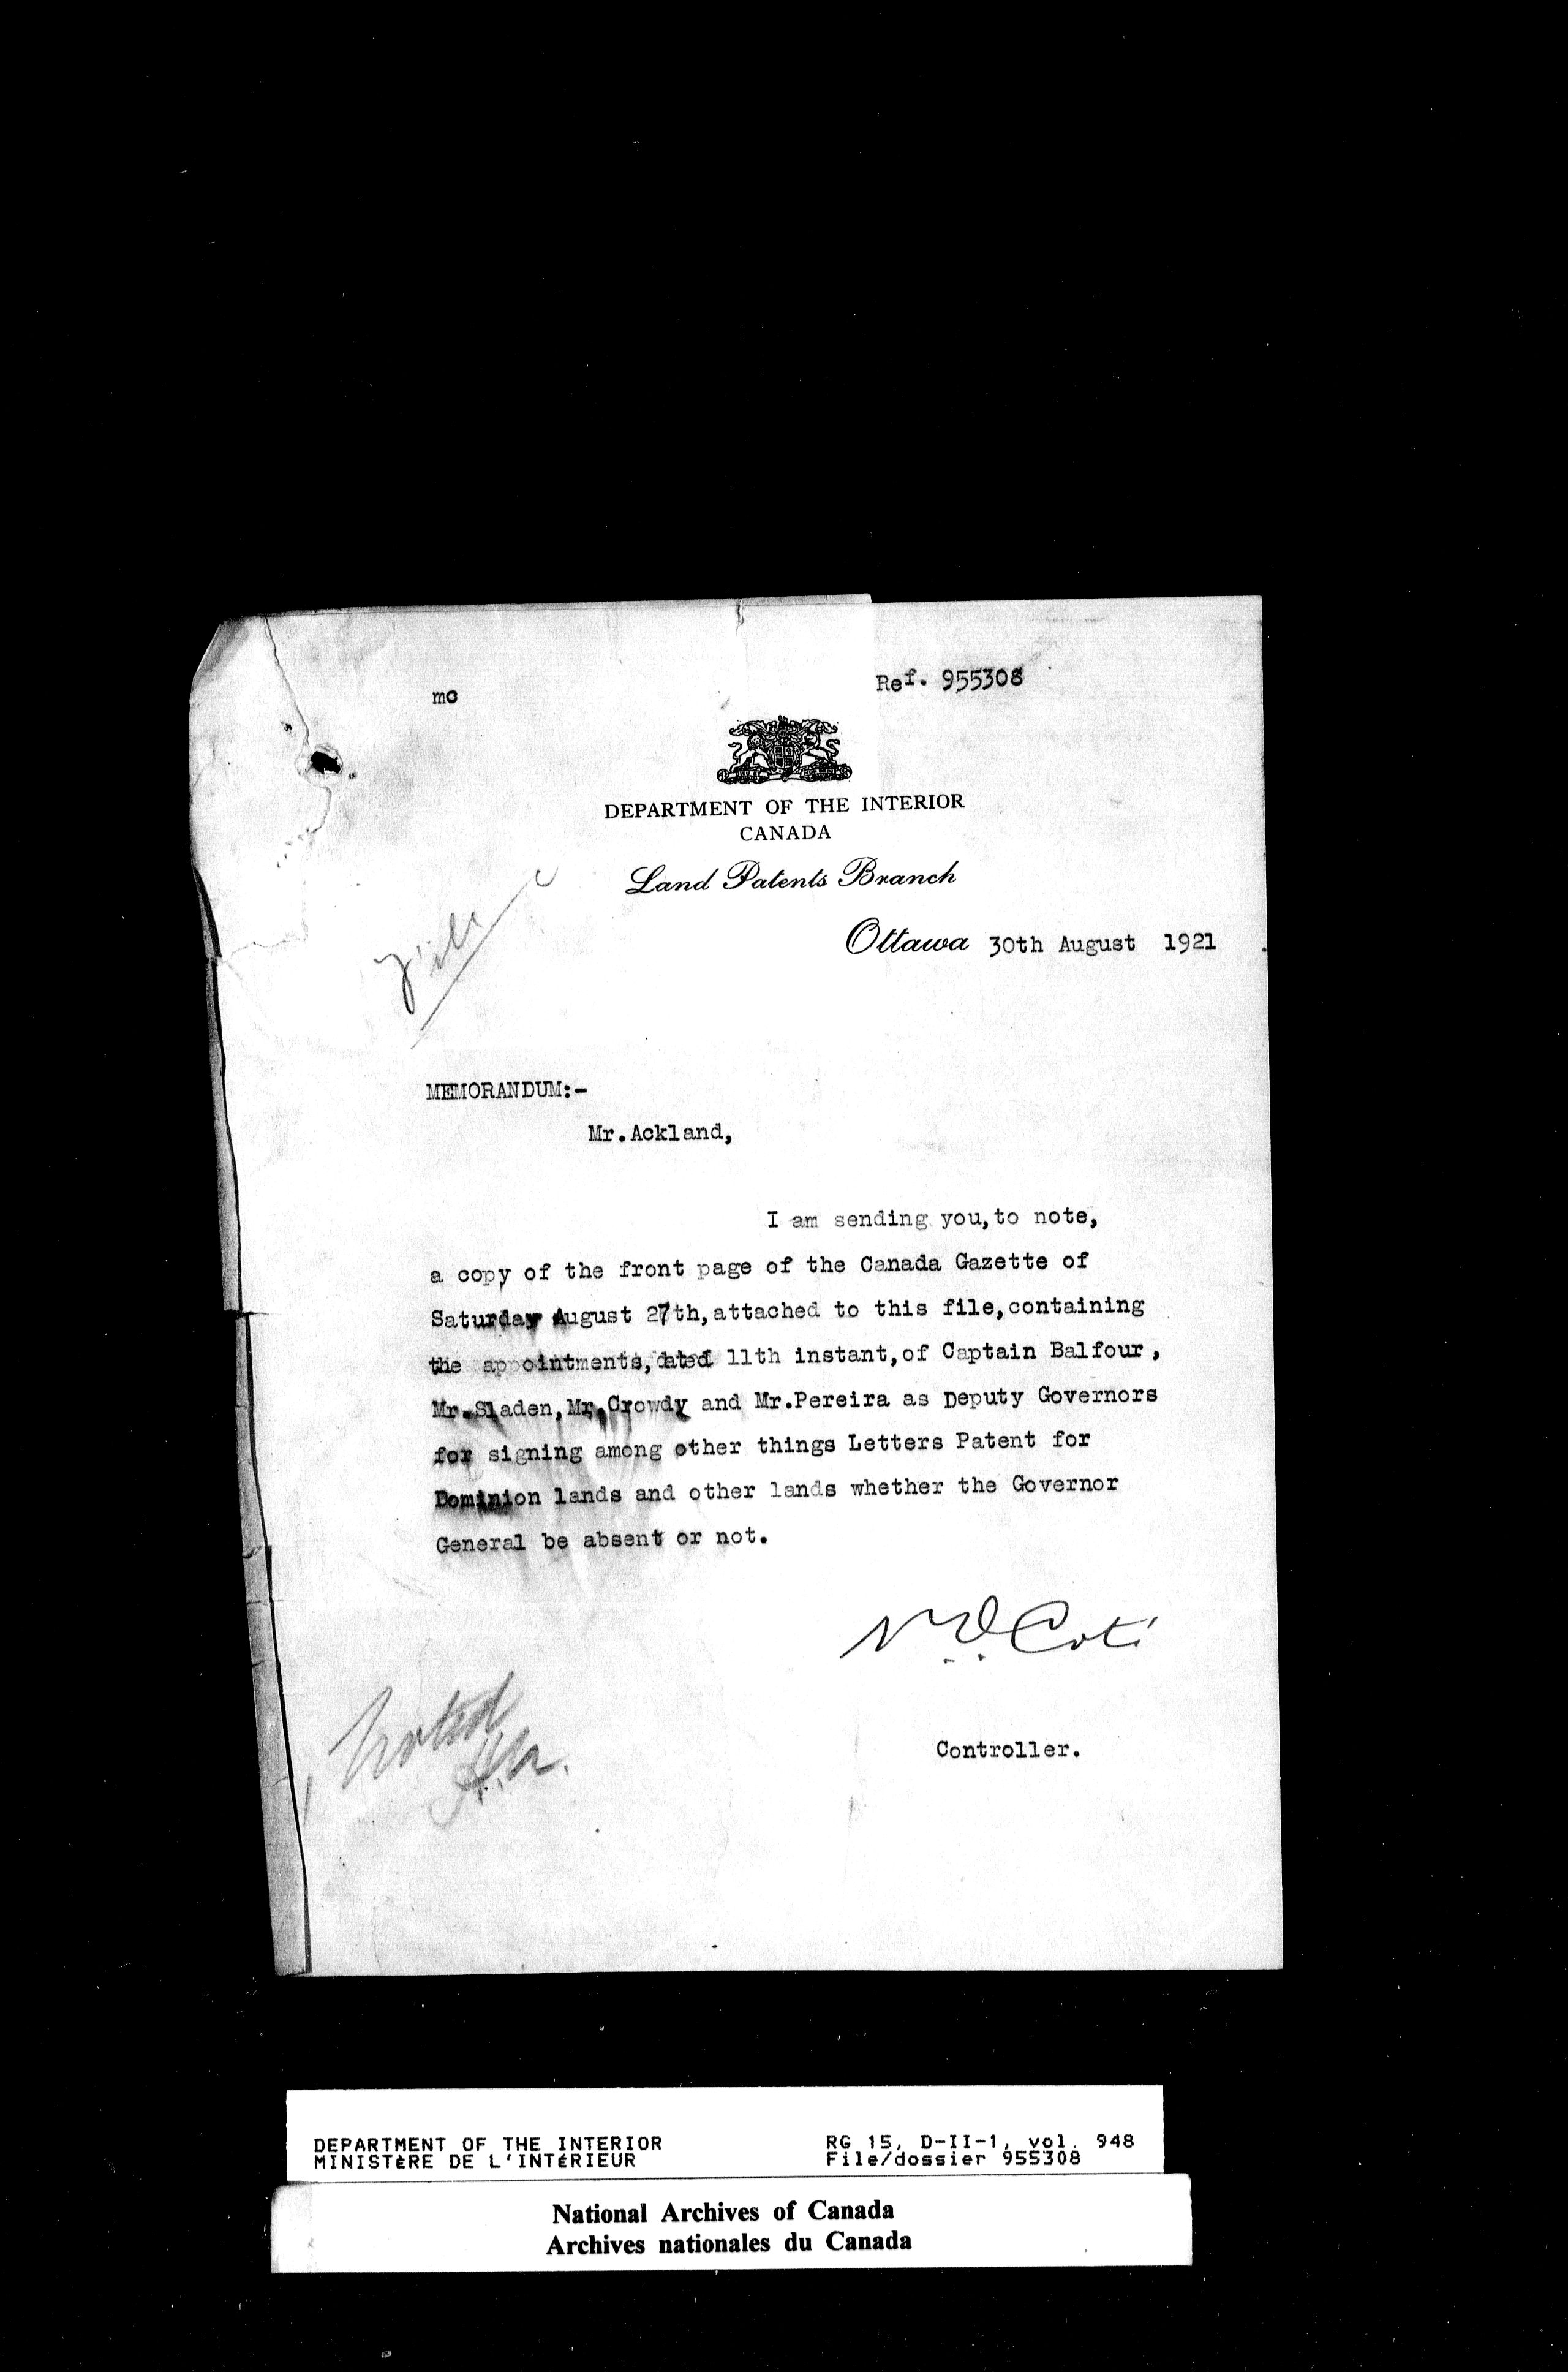 mc
Ref. 955308
DEPARTMENT OF THE INTERIOR
CANADA
Land Patents Branch
File
Ottawa 30th August 1921
MEMORANDUM:-
Mr.Ackland,
I am sending you,to note,
a copy of the front page of the Canada Gazette of
Saturday August 27th,attached to this file,containing
the appointments,dated 11th instant,of Captain Balfour,
Mr.Sladen,Mr.Crowdy and Mr.Pereira as Deputy Governors
for signing among other things Letters Patent for
Dominion lands and other lands whether the Governor
General be absent or not.
N O Coté
Noted
Controller.
DEPARTMENT OF THE INTERIOR
MINISTÈRE DE L'INTÉRIEUR
RG 15, D-II-1, vol. 948
File/dossier 955308
National Archives of Canada
Archives nationales du Canada